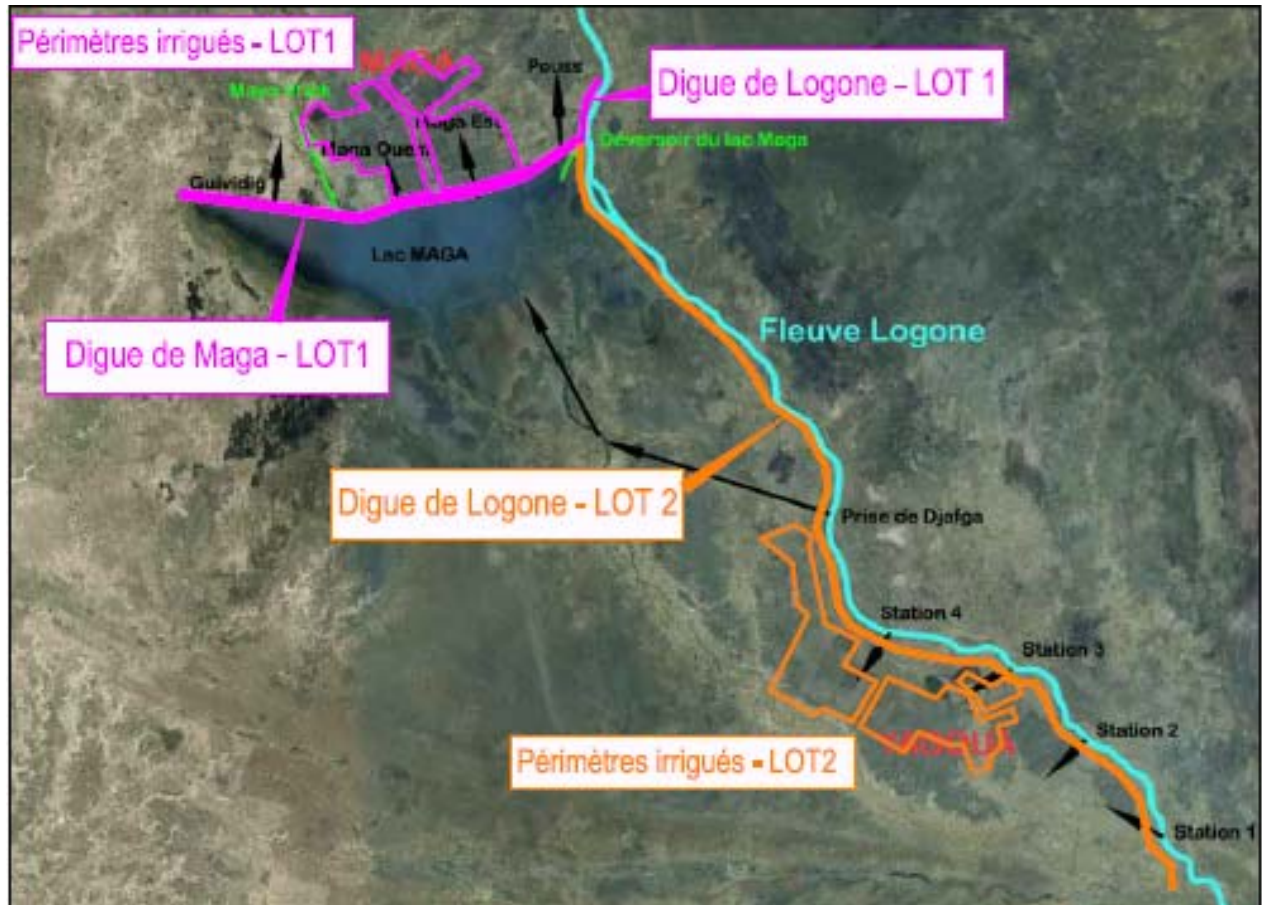 Périmètres irrigués - LOT1
MAGA
Pouss
Digue de Logone - LOT 1
Maga Est
Déversoir du lac Maga
Maga Ouest
Guividig
Lac MAGA
Fleuve Logone
Digue de Maga - LOT1
Digue de Logone - LOT 2
Prise de Djafga
Station 4
Station 3
Station 2
Périmètres irrigués - LOT2
Station 1